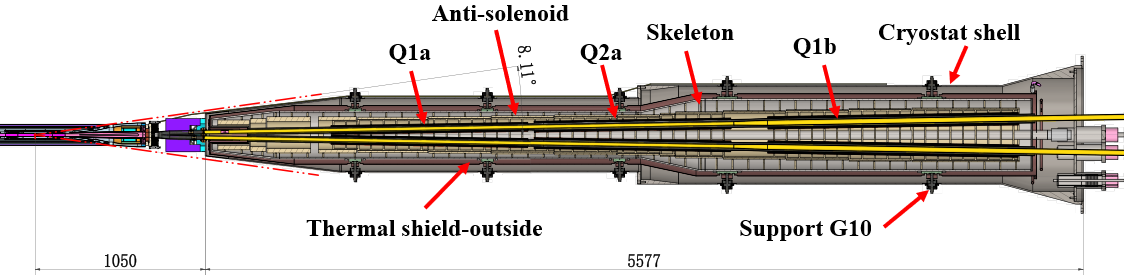 Anti-solenoid
Q1a
8.11°
Q2a
Skeleton
Q1b
Cryostat shell
Thermal shield-outside
Support G10
1050
5577